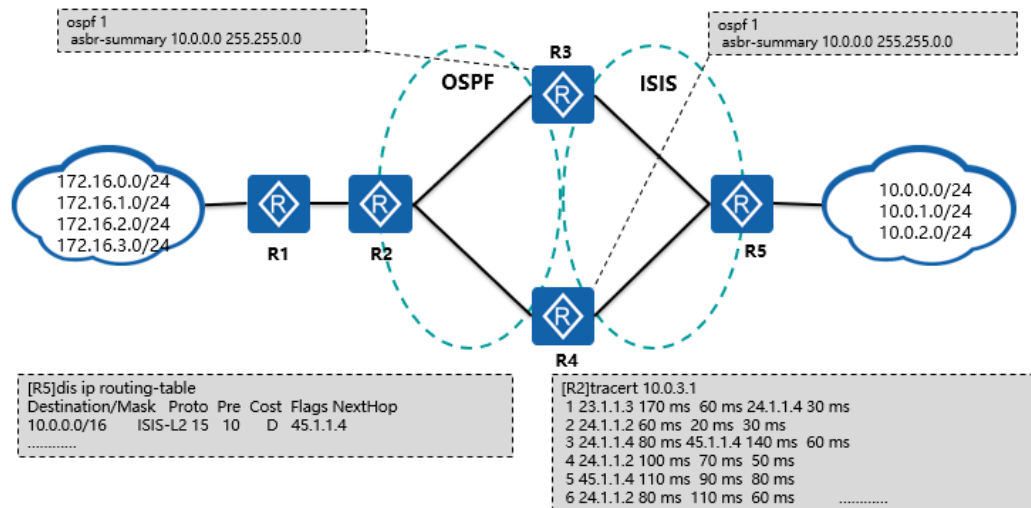 ospf 1
asbr-summary 10.0.0.0 255.255.0.0
ospf 1
asbr-summary 10.0.0.0 255.255.0.0
R3
OSPF
ISIS
R
172.16.0.0/24
172.16.1.0/24
172.16.2.0/24
172.16.3.0/24
R
R1
R
R2
R
R5
10.0.0.0/24
10.0.1.0/24
10.0.2.0/24
R
R4
[R5]dis ip routing-table
Destination/Mask Proto Pre Cost Flags NextHop
10.0.0.0/16 ISIS-L2 15 10 D 45.1.1.4
............
[R2]tracert 10.0.3.1
1 23.1.1.3 170 ms 60 ms 24.1.1.4 30 ms
2 24.1.1.2 60 ms 20 ms 30 ms
3 24.1.1.4 80 ms 45.1.1.4 140 ms 60 ms
4 24.1.1.2 100 ms 70 ms 50 ms
5 45.1.1.4 110 ms 90 ms 80 ms
6 24.1.1.2 80 ms 110 ms 60 ms ............